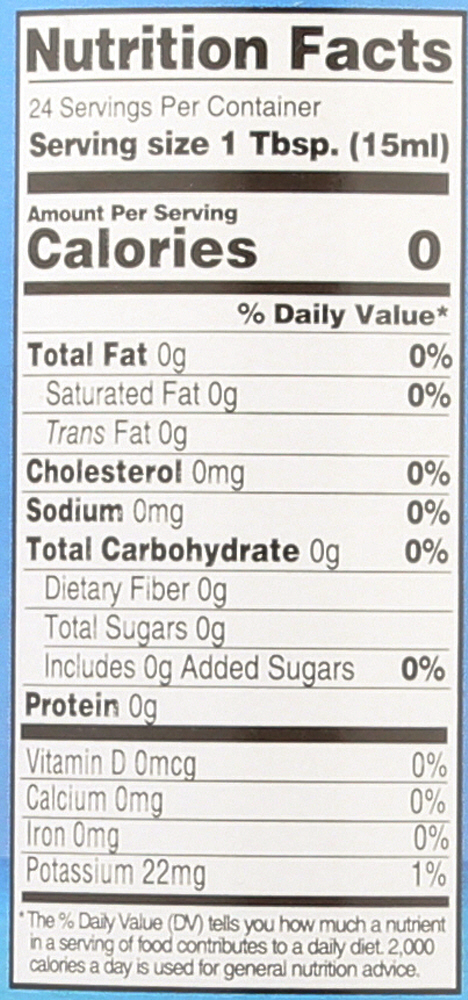 Nutrition Facts
24 Servings Per Container
Serving size 1 Tbsp. (15ml)
Amount Per Serving
Calories 0
% Daily Value*
Total Fat 0g 0%
Saturated Fat 0g 0%
Trans Fat 0g
Cholesterol 0mg 0%
Sodium 0mg 0%
Total Carbohydrate 0g 0%
Dietary Fiber 0g
Total Sugars 0g
Includes 0g Added Sugars 0%
Protein 0g
Vitamin D 0mcg 0%
Calcium 0mg 0%
Iron 0mg 0%
Potassium 22mg 1%
*The % Daily Value (DV) tells you how much a nutrient
in a serving of food contributes to a daily diet. 2,000
calories a day is used for general nutrition advice.